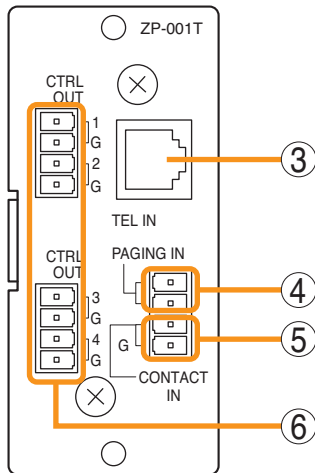 ZP-001T
CTRL
OUT
1
G
2
G
③
TEL IN
PAGING IN
④
CTRL
OUT
3
G
4
G
G
⑤
CONTACT
IN
⑥